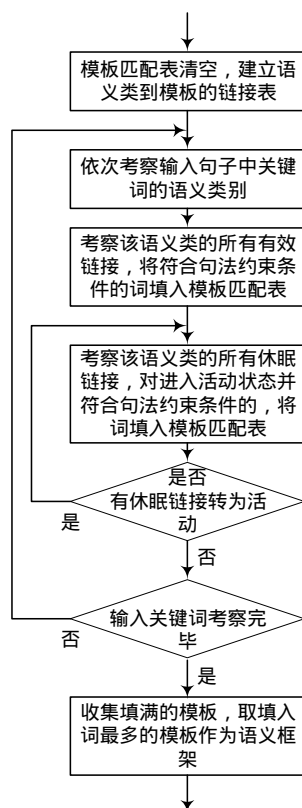 模板匹配表清空，建立语
义类到模板的链接表
依次考察输入句子中关键
词的语义类别
考察该语义类的所有有效
链接，将符合句法约束条
件的词填入模板匹配表
考察该语义类的所有休眠
链接，对进入活动状态并
符合句法约束条件的，将
词填入模板匹配表
是否
有休眠链接转为活
动
是
否
输入关键词考察完
毕
否
是
收集填满的模板，取填入
词最多的模板作为语义框
架